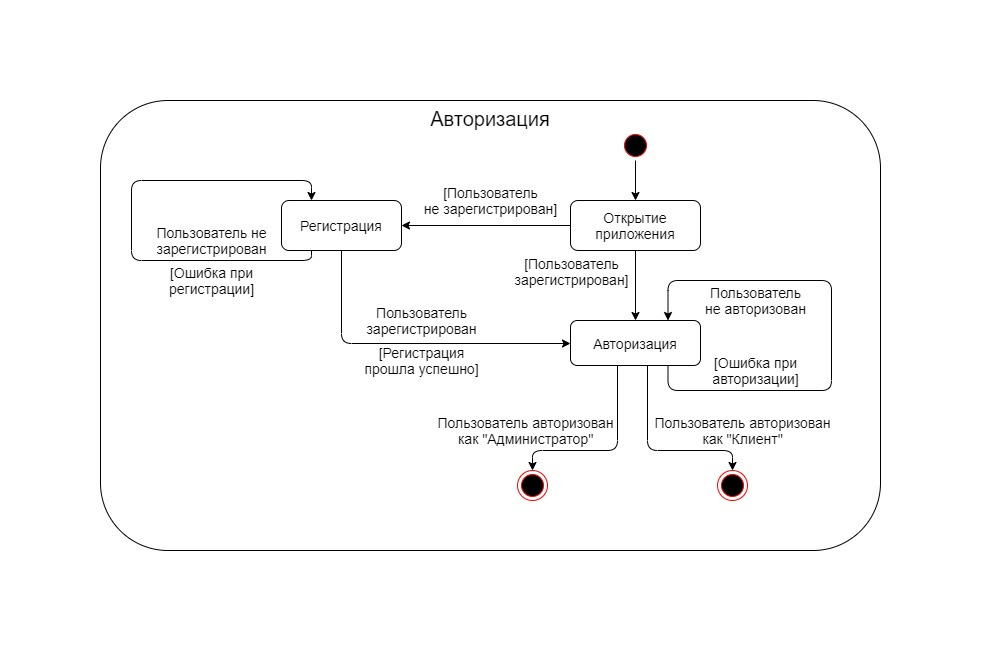 Авторизация
[Пользователь
не зарегистрирован]
Открытие
приложения
Регистрация
Пользователь не
зарегистрирован
[Ошибка при
регистрации]
[Пользователь
зарегистрирован]
Пользователь
не авторизован
Пользователь
зарегистрирован
[Регистрация
прошла успешно]
Авторизация
[Ошибка при
авторизации]
Пользователь авторизован
как "Администратор"
Пользователь авторизован
как "Клиент"